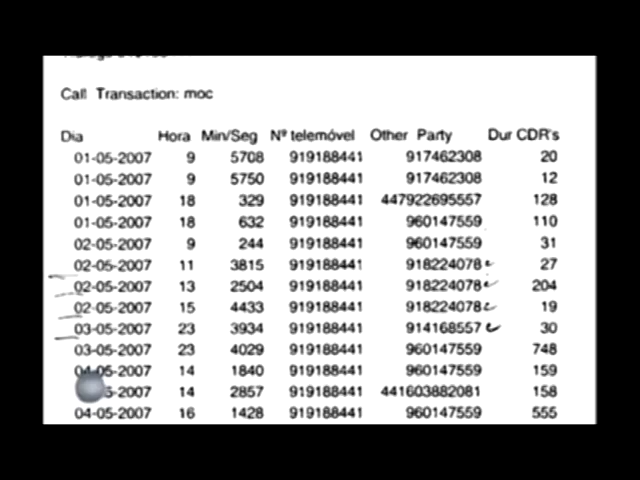 Call Transaction: moc
Dia Hora Min/Seg Nº telemóvel Other Party Dur CDR's
01-05-2007 9 5708 919188441 917462308 20
01-05-2007 9 5750 919188441 917462308 12
01-05-2007 18 329 919188441 447922695557 128
01-05-2007 18 632 919188441 960147559 110
02-05-2007 9 244 919188441 960147559 31
02-05-2007 11 3815 919188441 918224078 27
02-05-2007 13 2504 919188441 918224078 204
02-05-2007 15 4433 919188441 918224078 19
03-05-2007 23 3934 919188441 914168557 30
03-05-2007 23 4029 919188441 960147559 748
04-05-2007 14 1840 919188441 960147559 159
5-2007 14 2857 919188441 441603882081 158
04-05-2007 16 1428 919188441 960147559 555